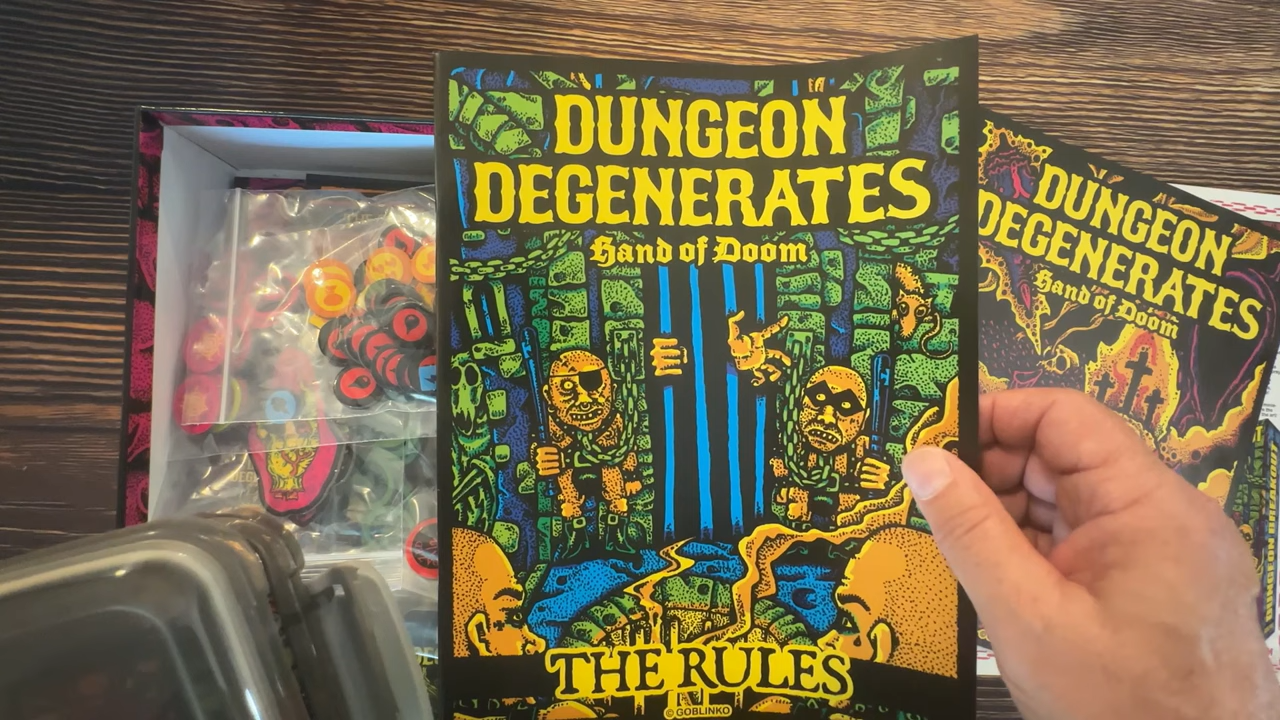 DUNGEON
DEGENERATES
Hand of Doom
THE RULES
© GOBLINKO
DUNGEON
DEGENERATES
Hand of Doom